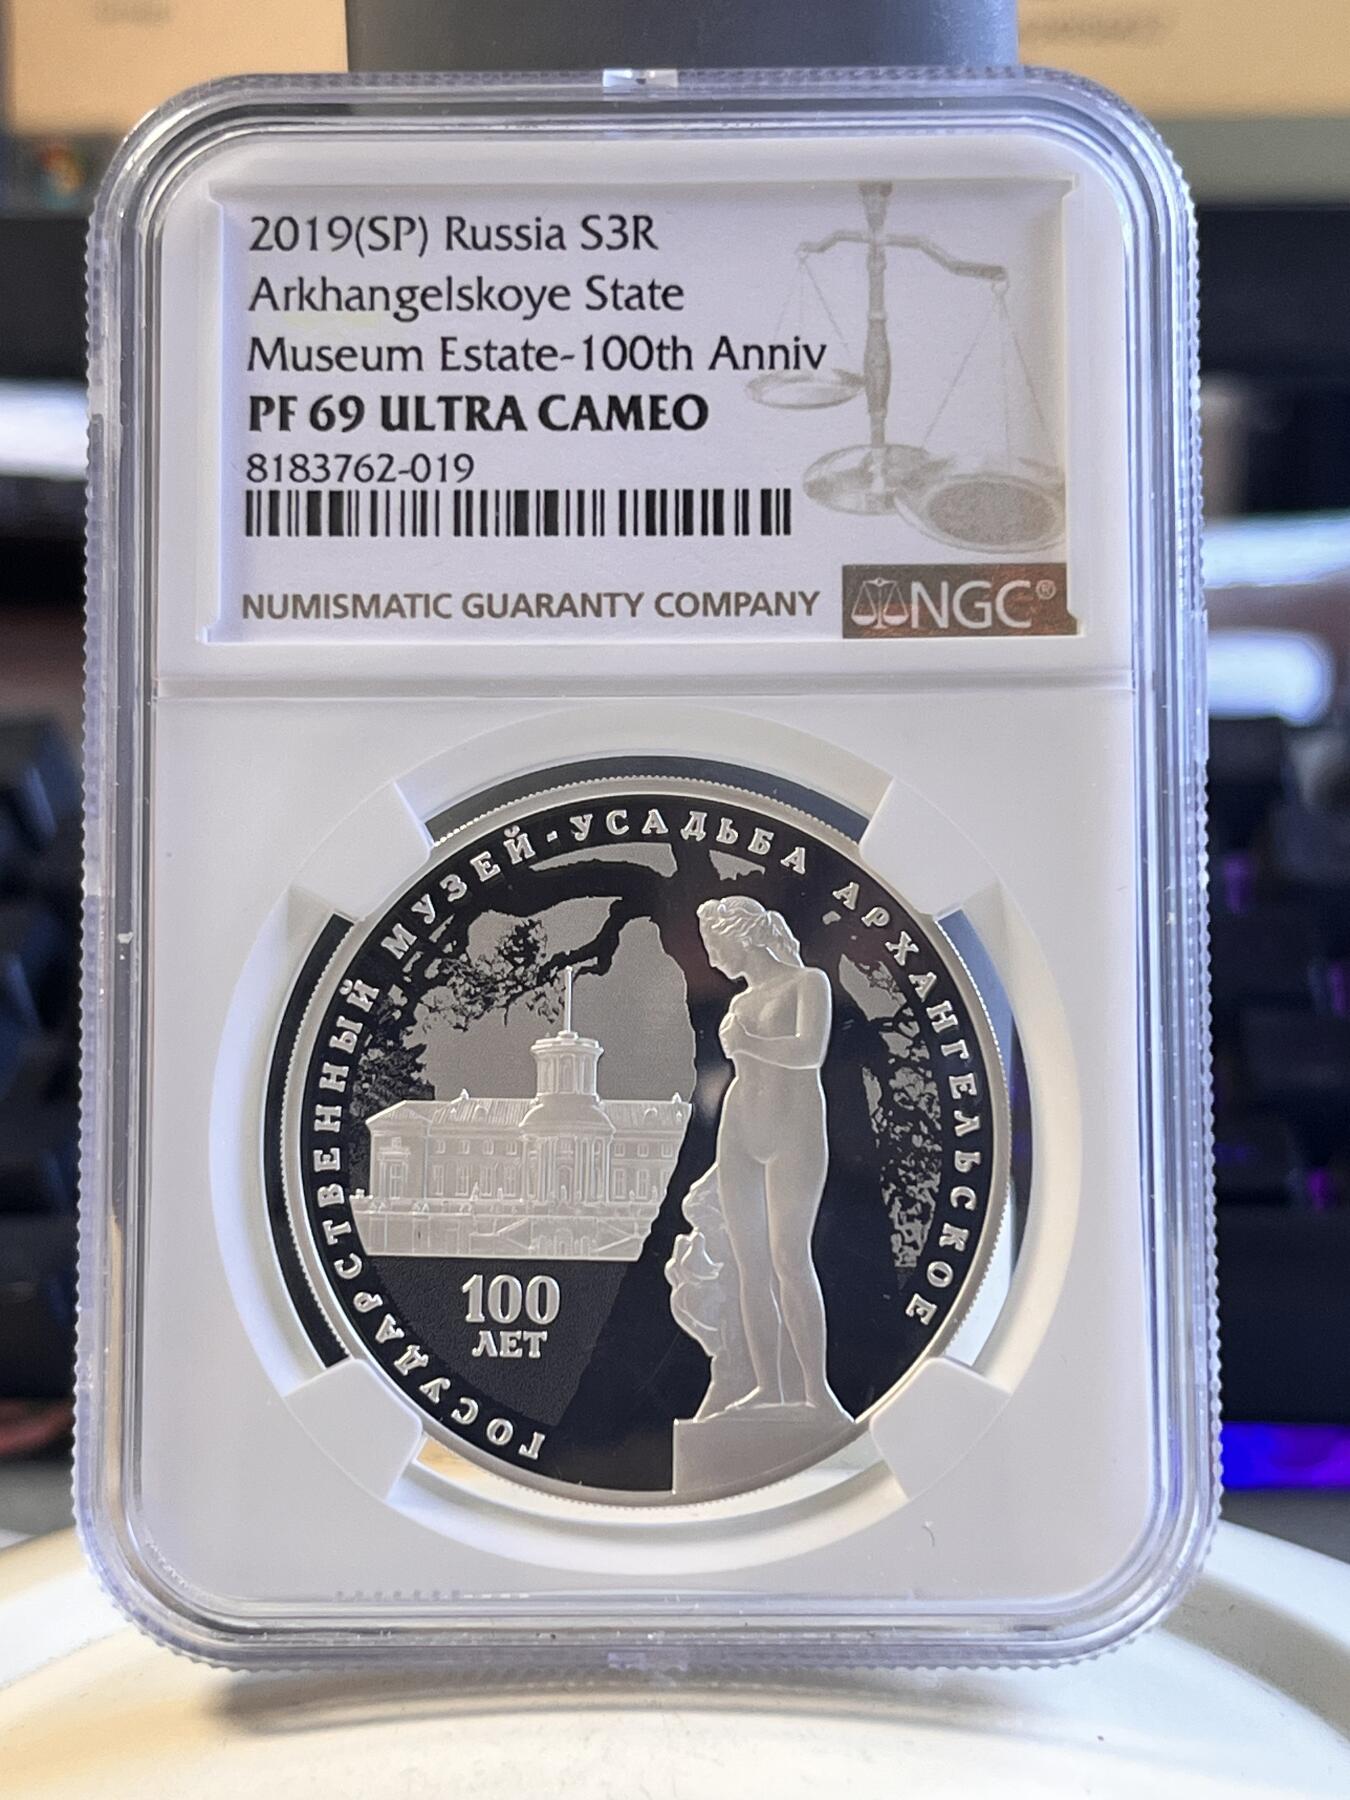 2019(SP) Russia S3R
Arkhangelskoye State
Museum Estate-100th Anniv
PF 69 ULTRA CAMEO
8183762-019
NUMISMATIC GUARANTY COMPANY
NGC®
ГОСУДАРСТВЕННЫЙ МУЗЕЙ-УСАДЬБА АРХАНГЕЛЬСКОЕ
100
ЛЕТ